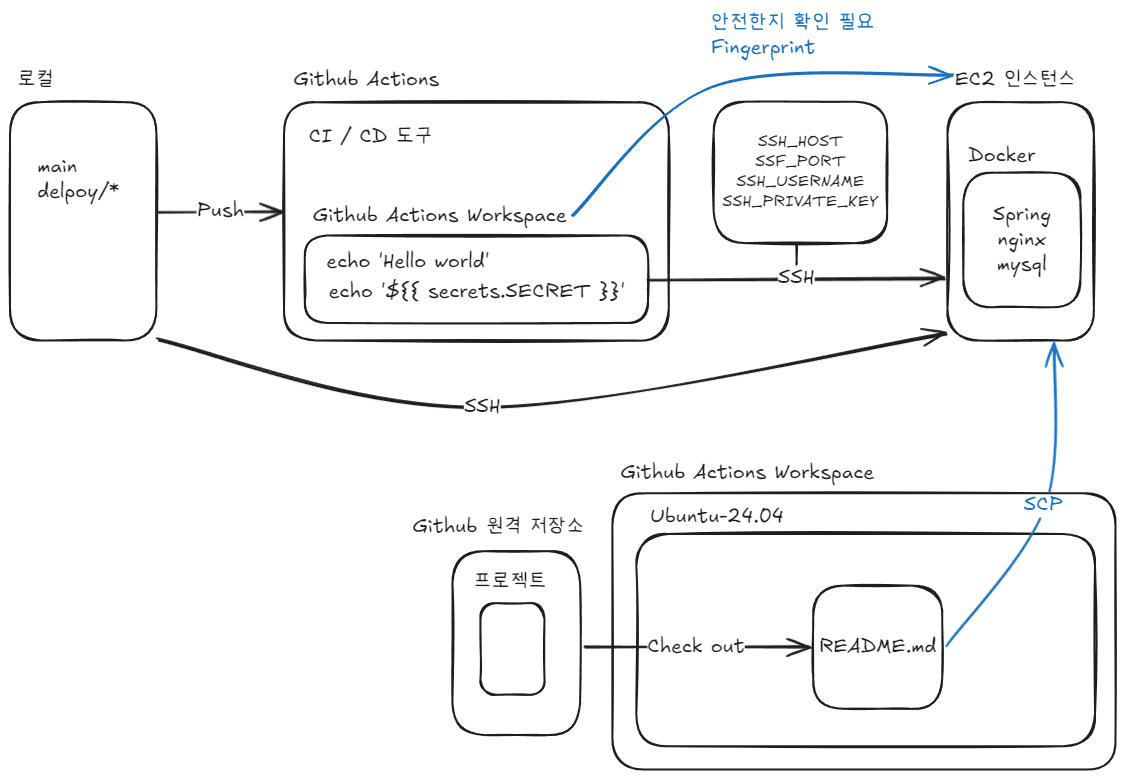 안전한지 확인 필요
Fingerprint
로컬
Github Actions
EC2 인스턴스
main
delpoy/*
Push
CI / CD 도구
Github Actions Workspace
echo 'Hello world'
echo '${{ secrets.SECRET }}'
SSH_HOST
SSF_PORT
SSH_USERNAME
SSH_PRIVATE_KEY
SSH
Docker
Spring
nginx
mysql
SSH
Github Actions Workspace
SCP
Ubuntu-24.04
Github 원격 저장소
프로젝트
Check out
README.md